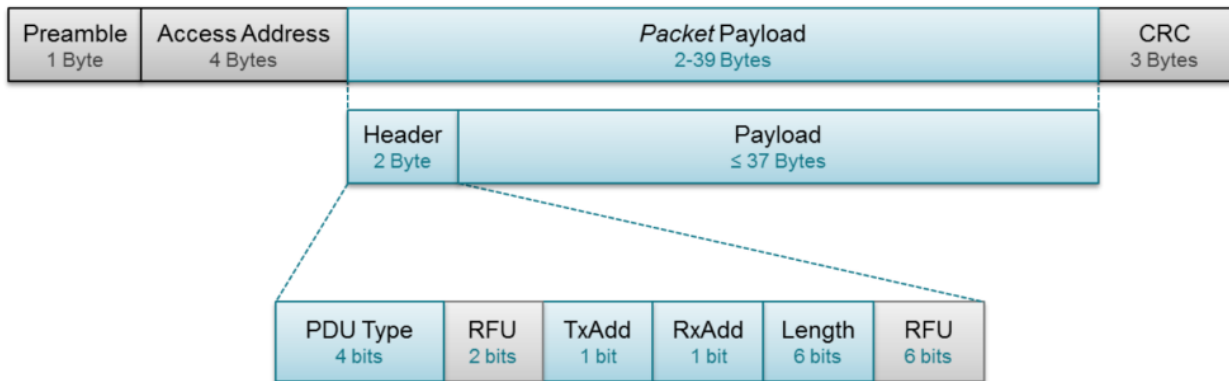 Preamble Access Address Packet Payload CRC
1 Byte 4 Bytes 2-39 Bytes 3 Bytes
Header Payload
2 Byte ≤ 37 Bytes
PDU Type RFU TxAdd RxAdd Length RFU
4 bits 2 bits 1 bit 1 bit 6 bits 6 bits